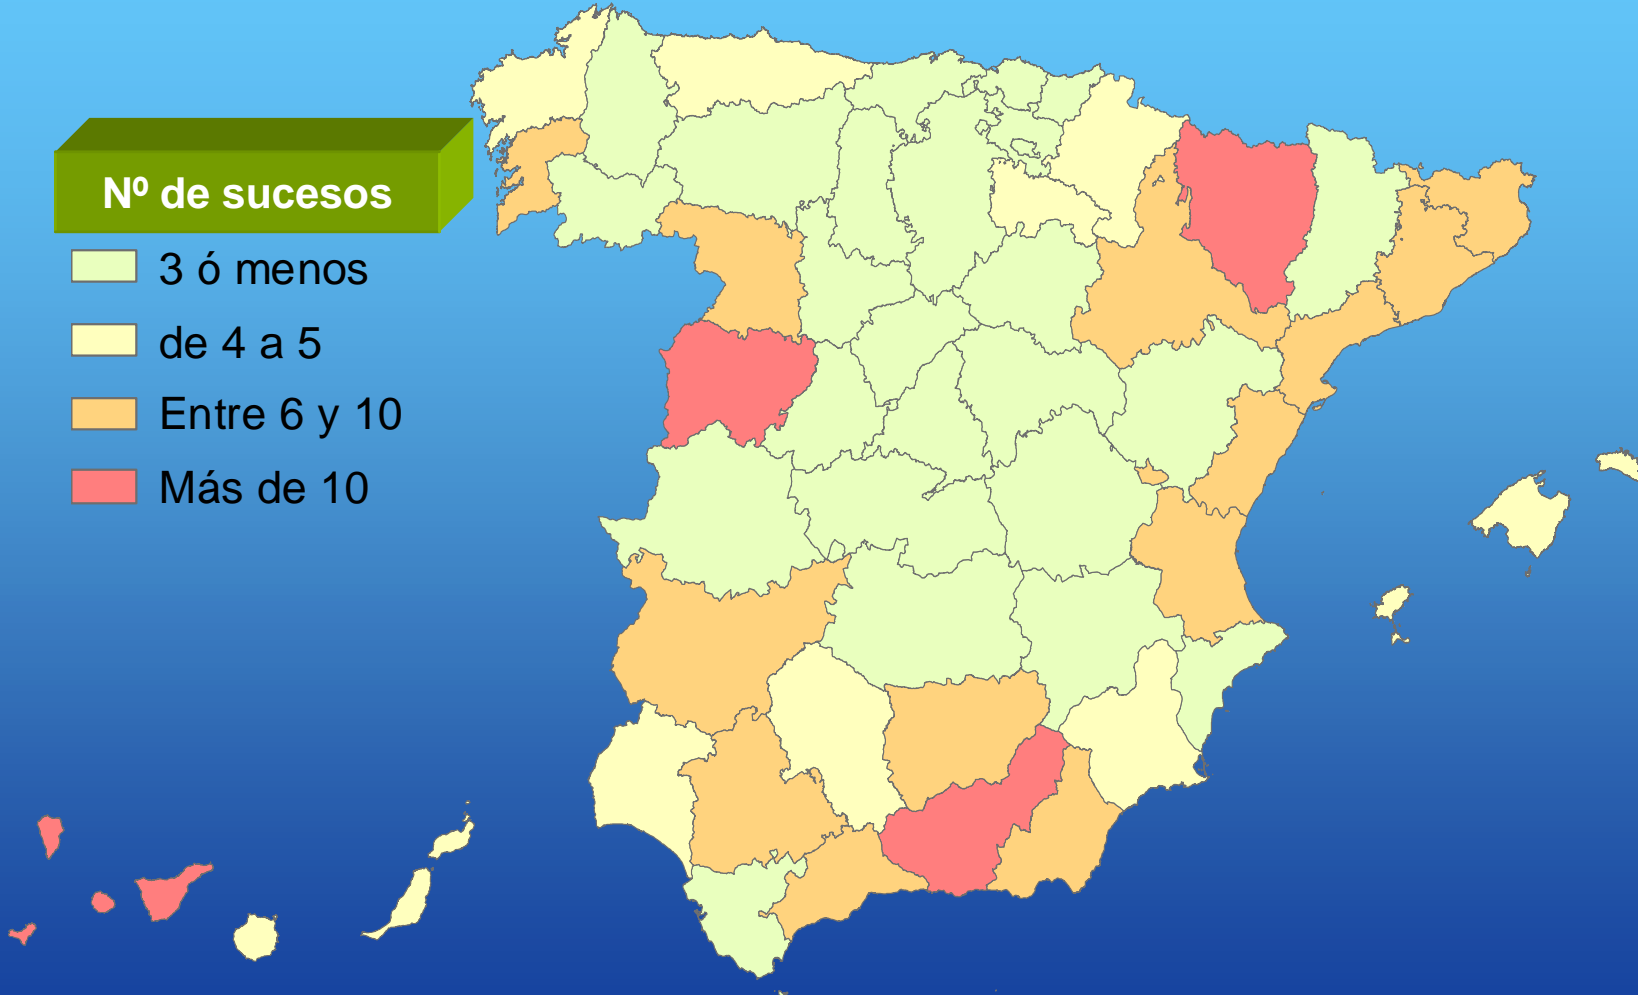 Nº de sucesos
3 ó menos
de 4 a 5
Entre 6 y 10
Más de 10